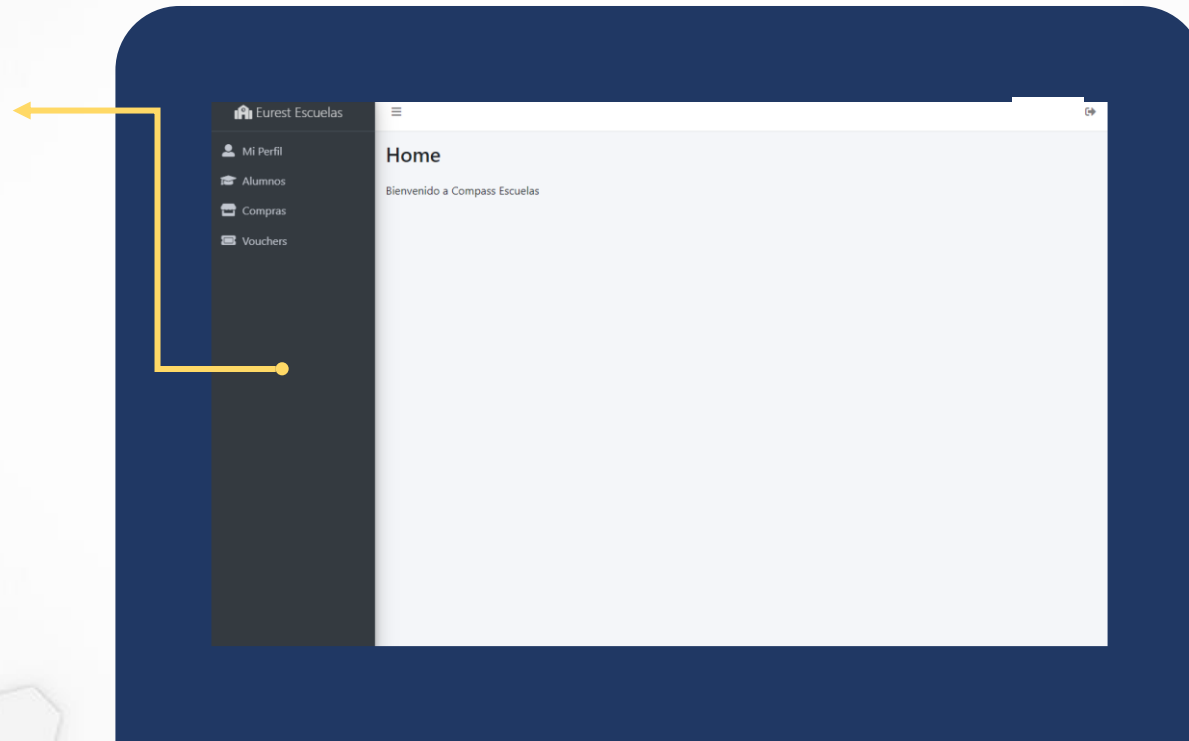 Eurest Escuelas
Mi Perfil
Alumnos
Compras
Vouchers
Home
Bienvenido a Compass Escuelas